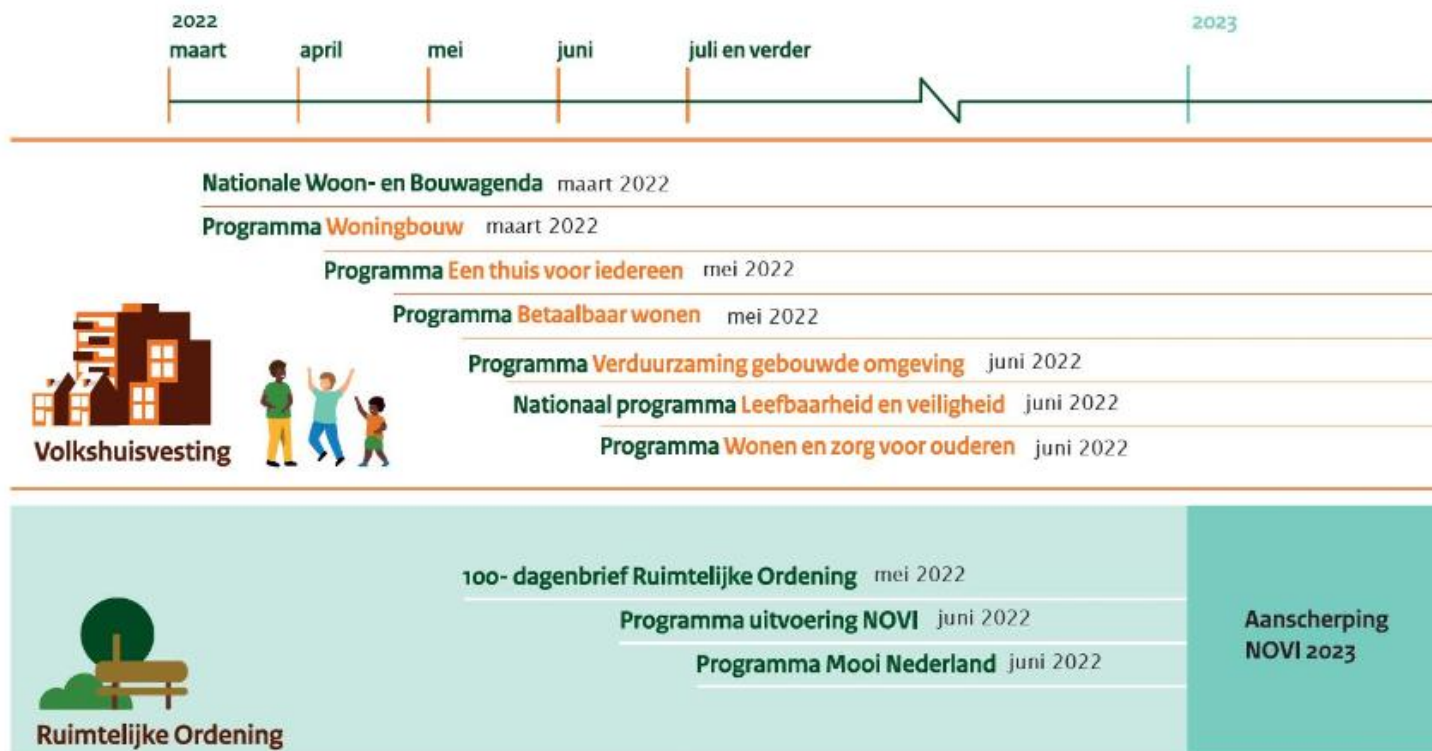 2022
2023
maart april mei juni juli en verder
Nationale Woon- en Bouwagenda maart 2022
Programma Woningbouw maart 2022
Programma Een thuis voor iedereen mei 2022
Programma Betaalbaar wonen mei 2022
Programma Verduurzaming gebouwde omgeving juni 2022
Nationaal programma Leefbaarheid en veiligheid juni 2022
Programma Wonen en zorg voor ouderen juni 2022
Volkshuisvesting
100- dagenbrief Ruimtelijke Ordening mei 2022
Programma uitvoering NOVI juni 2022
Programma Mooi Nederland juni 2022
Aanscherping
NOVI 2023
Ruimtelijke Ordening